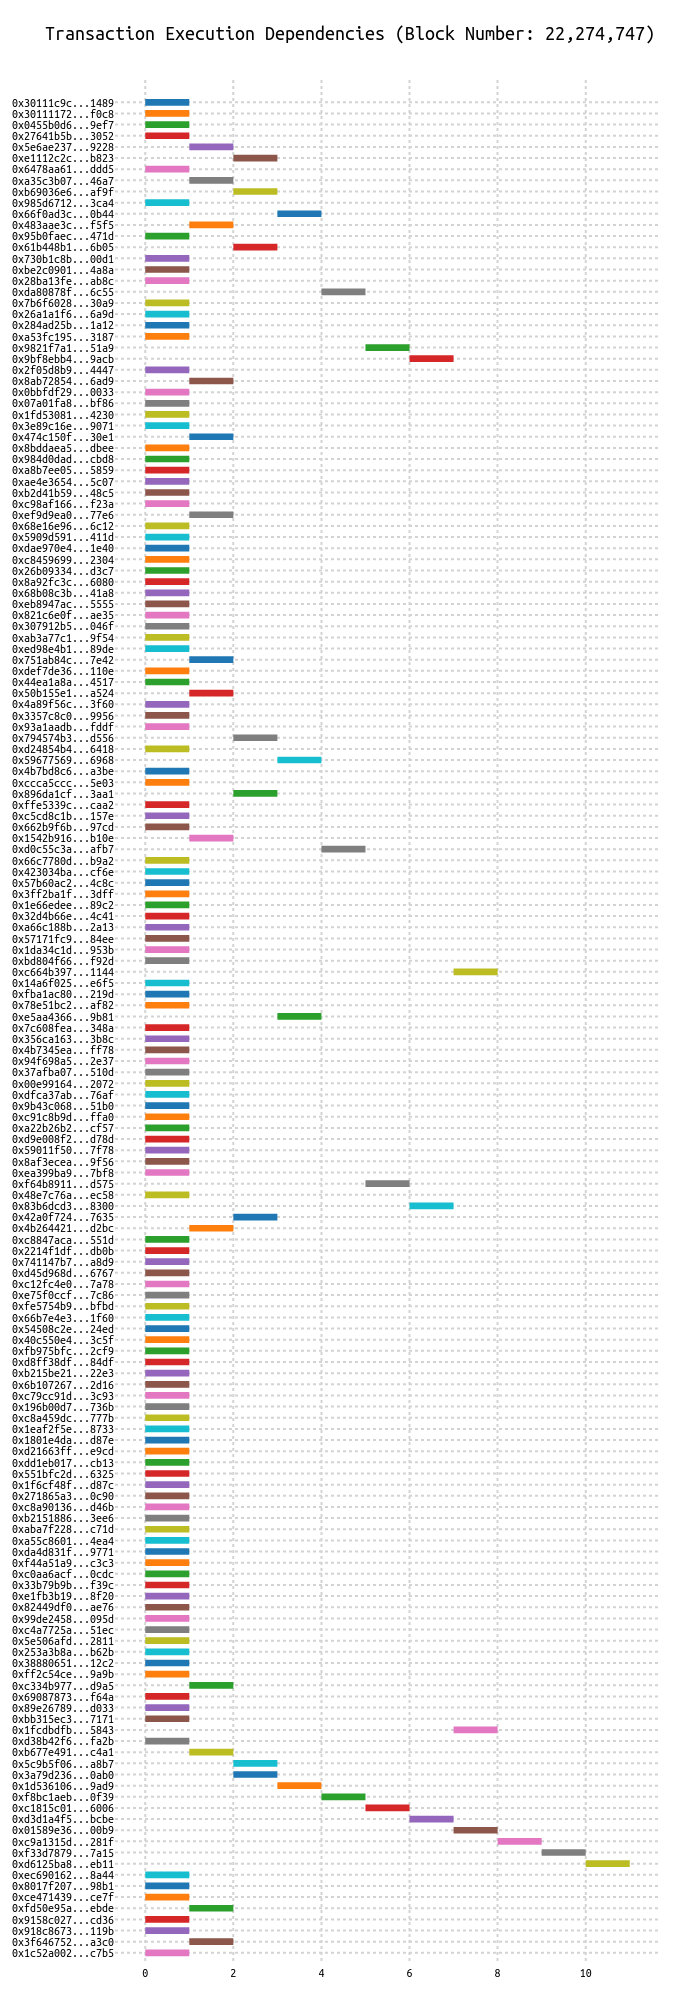 Transaction Execution Dependencies (Block Number: 22,274,747)
0x30111c9c...1489
0x30111172...f0c8
0x0455b0d6...9ef7
0x27641b5b...3052
0x5e6ae237...9228
0xe1112c2c...b823
0x6478aa61...ddd5
0xa35c3b07...46a7
0xb69036e6...af9f
0x985d6712...3ca4
0x66f0ad3c...0b44
0x483aae3c...f5f5
0x95b0faec...471d
0x61b448b1...6b05
0x730b1c8b...00d1
0xbe2c0901...4a8a
0x28ba13fe...ab8c
0xda80878f...6c55
0x7b6f6028...30a9
0x26a1a1f6...6a9d
0x284ad25b...1a12
0xa53fc195...3187
0x9821f7a1...51a9
0x9bf8ebb4...9acb
0x2f05d8b9...4447
0x8ab72854...6ad9
0x0bbfdf29...0033
0x07a01fa8...bf86
0x1fd53081...4230
0x3e89c16e...9071
0x474c150f...30e1
0x8bddaea5...dbee
0x984d0dad...cbd8
0xa8b7ee05...5859
0xae4e3654...5c07
0xb2d41b59...48c5
0xc98af166...f23a
0xef9d9ea0...77e6
0x68e16e96...6c12
0x5909d591...411d
0xdae970e4...1e40
0xc8459699...2304
0x26b09334...d3c7
0x8a92fc3c...6080
0x68b08c3b...41a8
0xeb8947ac...5555
0x821c6e0f...ae35
0x307912b5...046f
0xab3a77c1...9f54
0xed98e4b1...89de
0x751ab84c...7e42
0xdef7de36...110e
0x44ea1a8a...4517
0x50b155e1...a524
0x4a89f56c...3f60
0x3357c8c0...9956
0x93a1aadb...fddf
0x794574b3...d556
0xd24854b4...6418
0x59677569...6968
0x4b7bd8c6...a3be
0xccca5ccc...5e03
0x896da1cf...3aa1
0xffe5339c...caa2
0xc5cd8c1b...157e
0x662b9f6b...97cd
0x1542b916...b10e
0xd0c55c3a...afb7
0x66c7780d...b9a2
0x423034ba...cf6e
0x57b60ac2...4c8c
0x3ff2ba1f...3dff
0x1e66edee...89c2
0x32d4b66e...4c41
0xa66c188b...2a13
0x57171fc9...84ee
0x1da34c1d...953b
0xbd804f66...f92d
0xc664b397...1144
0x14a6f025...e6f5
0xfba1ac80...219d
0x78e51bc2...af82
0xe5aa4366...9b81
0x7c608fea...348a
0x356ca163...3b8c
0x4b7345ea...ff78
0x94f698a5...2e37
0x37afba07...510d
0x00e99164...2072
0xdfca37ab...76af
0x9b43c068...51b0
0xc91c8b9d...ffa0
0xa22b26b2...cf57
0xd9e008f2...d78d
0x59011f50...7f78
0x8af3ecea...9f56
0xea399ba9...7bf8
0xf64b8911...d575
0x48e7c76a...ec58
0x83b6dcd3...8300
0x42a0f724...7635
0x4b264421...d2bc
0xc8847aca...551d
0x2214f1df...db0b
0x741147b7...a8d9
0xd45d968d...6767
0xc12fc4e0...7a78
0xe75f0ccf...7c86
0xfe5754b9...bfbd
0x66b7e4e3...1f60
0x54508c2e...24ed
0x40c550e4...3c5f
0xfb975bfc...2cf9
0xd8ff38df...84df
0xb215be21...22e3
0x6b107267...2d16
0xc79cc91d...3c93
0x196b00d7...736b
0xc8a459dc...777b
0x1eaf2f5e...8733
0x1801e4da...d87e
0xd21663ff...e9cd
0xdd1eb017...cb13
0x551bfc2d...6325
0x1f6cf48f...d87c
0x271865a3...0c90
0xc8a90136...d46b
0xb2151886...3ee6
0xaba7f228...c71d
0xa55c8601...4ea4
0xda4d831f...9771
0xf44a51a9...c3c3
0xc0aa6acf...0cdc
0x33b79b9b...f39c
0xe1fb3b19...8f20
0x82449df0...ae76
0x99de2458...095d
0xc4a7725a...51ec
0x5e506afd...2811
0x253a3b8a...b62b
0x38880651...12c2
0xff2c54ce...9a9b
0xc334b977...d9a5
0x69087873...f64a
0x89e26789...d033
0xbb315ec3...7171
0x1fcdbdfb...5843
0xd38b42f6...fa2b
0xb677e491...c4a1
0x5c9b5f06...a8b7
0x3a79d236...0ab0
0x1d536106...9ad9
0xf8bc1aeb...0f39
0xc1815c01...6006
0xd3d1a4f5...bcbe
0x01589e36...00b9
0xc9a1315d...281f
0xf33d7879...7a15
0xd6125ba8...eb11
0xec690162...8a44
0x8017f207...98b1
0xce471439...ce7f
0xfd50e95a...ebde
0x9158c027...cd36
0x918c8673...119b
0x3f646752...a3c0
0x1c52a002...c7b5
0 2 4 6 8 10